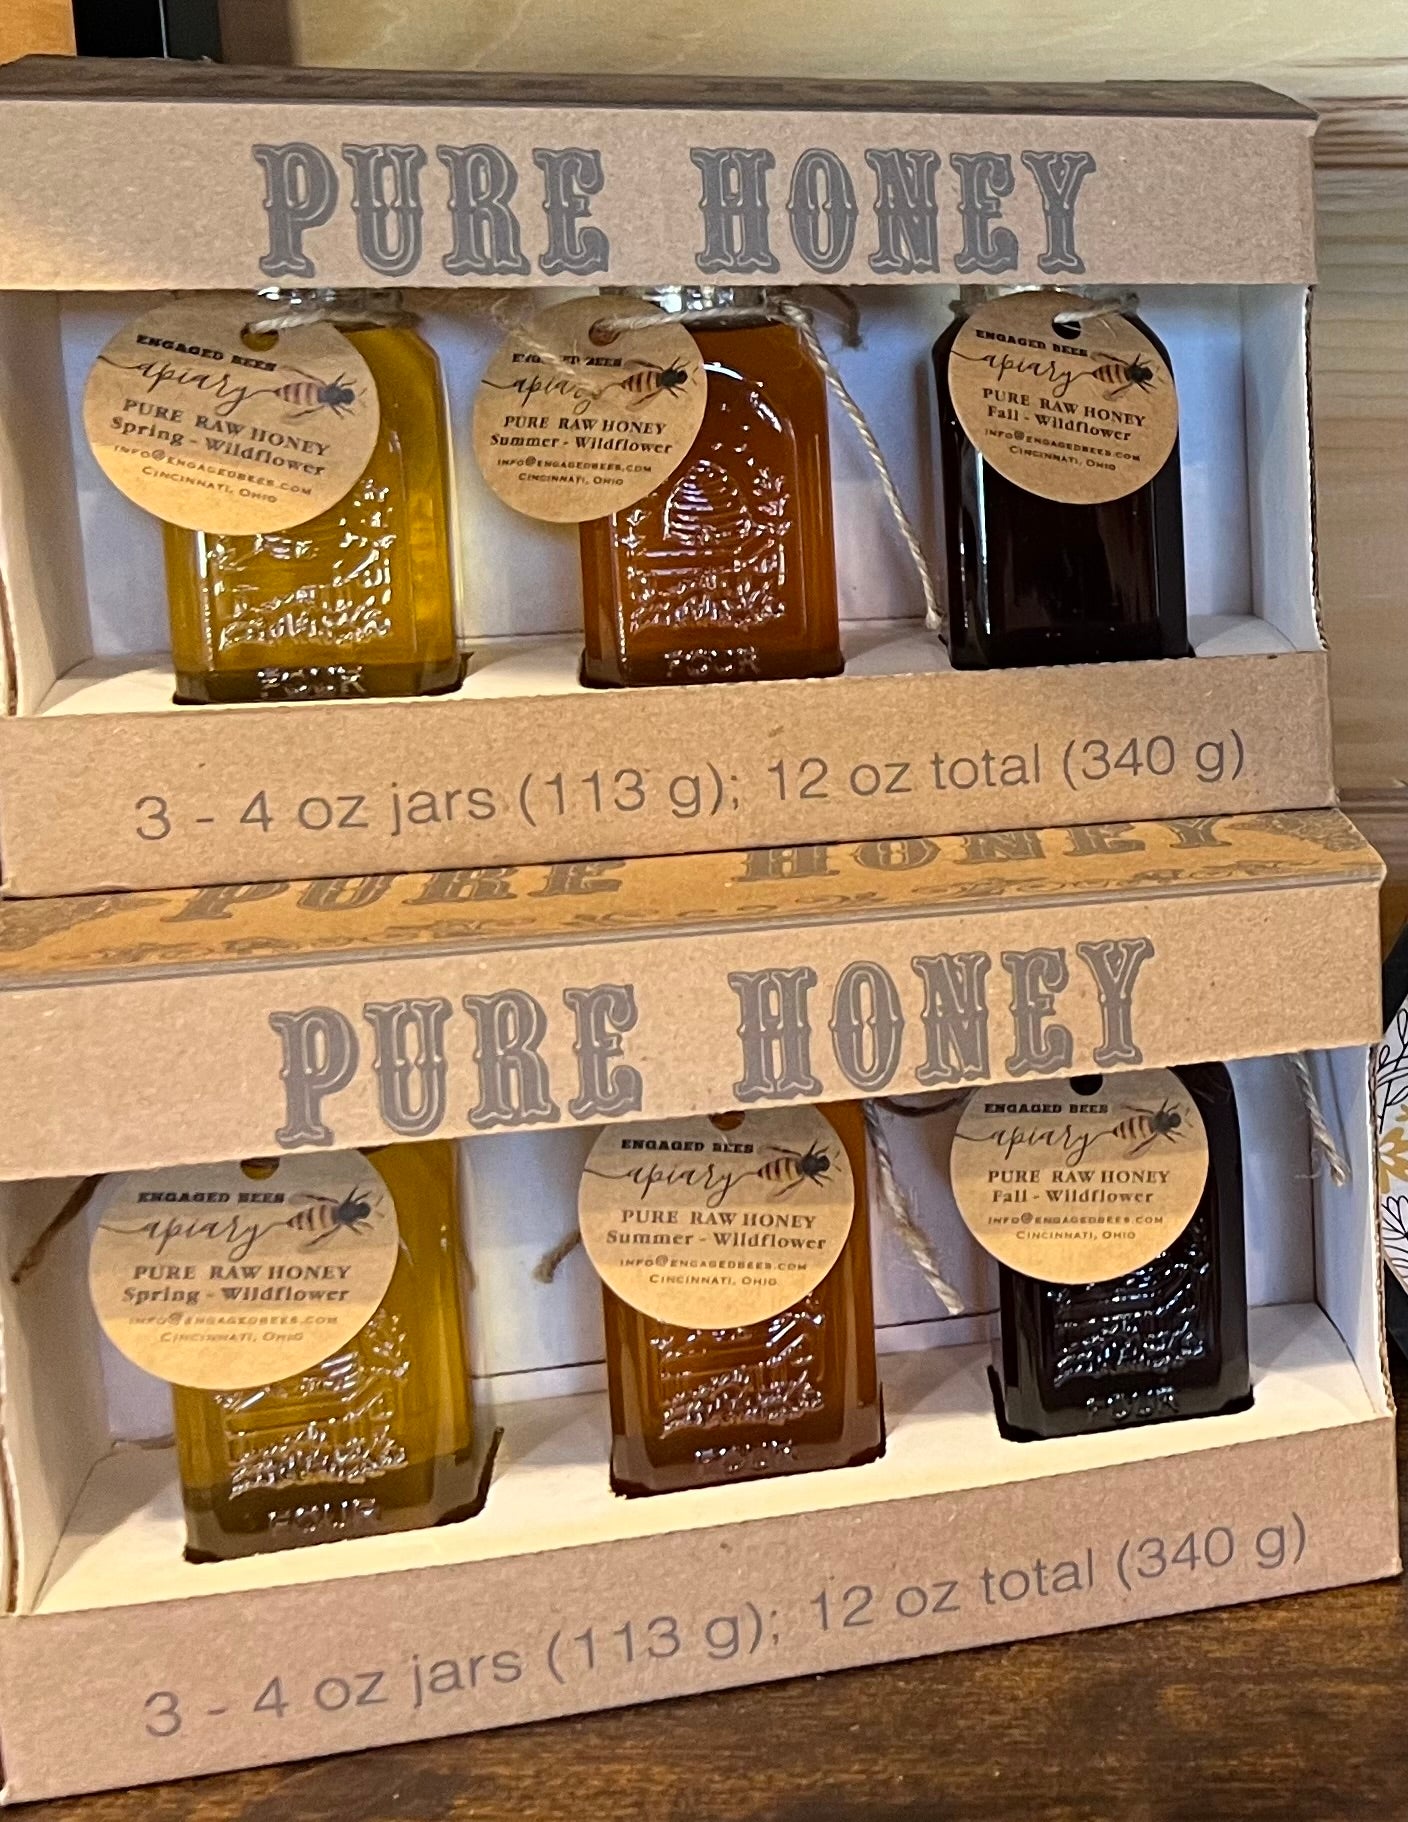 PURE HONEY
ENGAGED BEES
apiary
PURE RAW HONEY
Spring - Wildflower
INFO@ENGAGEDBEES.COM
CINCINNATI, OHIO
ENGAGED BEES
apiary
PURE RAW HONEY
Summer - Wildflower
INFO@ENGAGEDBEES.COM
CINCINNATI, OHIO
ENGAGED BEES
apiary
PURE RAW HONEY
Fall - Wildflower
INFO@ENGAGEDBEES.COM
CINCINNATI, OHIO
FOUR
FOUR
3 - 4 oz jars (113 g); 12 oz total (340 g)
PURE HONEY
PURE HONEY
ENGAGED BEES
apiary
PURE RAW HONEY
Spring - Wildflower
INFO@ENGAGEDBEES.COM
CINCINNATI, OHIO
ENGAGED BEES
apiary
PURE RAW HONEY
Summer - Wildflower
INFO@ENGAGEDBEES.COM
CINCINNATI, OHIO
ENGAGED BEES
apiary
PURE RAW HONEY
Fall - Wildflower
INFO@ENGAGEDBEES.COM
CINCINNATI, OHIO
FOUR
FOUR
FOUR
3 - 4 oz jars (113 g); 12 oz total (340 g)